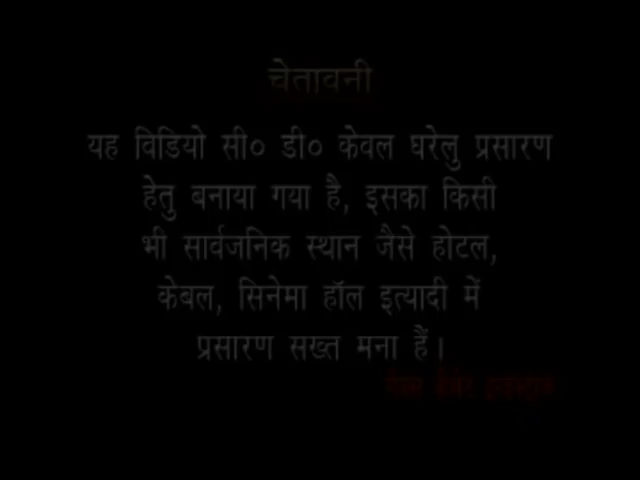 चेतावनी
यह विडियो सी० डी० केवल घरेलु प्रसारण
हेतु बनाया गया है, इसका किसी
भी सार्वजनिक स्थान जैसे होटल,
केबल, सिनेमा हॉल इत्यादी में
प्रसारण सख्त मना हैं।